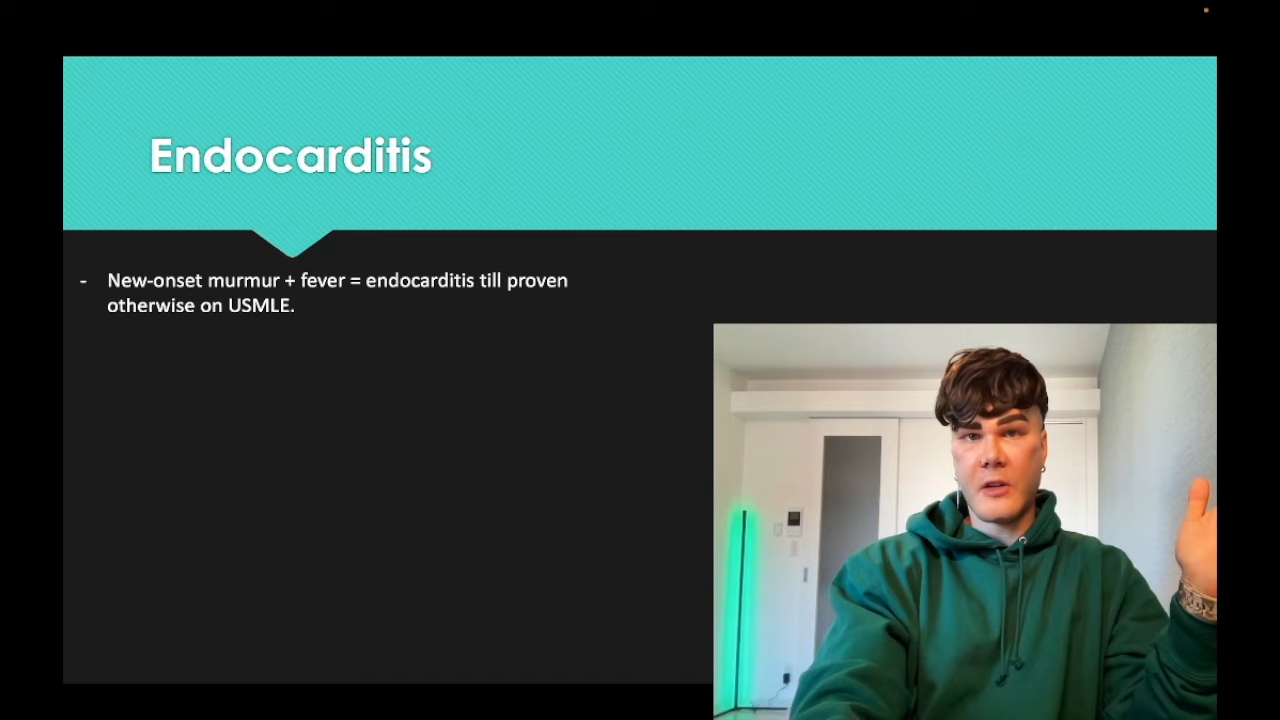 Endocarditis
- New-onset murmur + fever = endocarditis till proven
otherwise on USMLE.